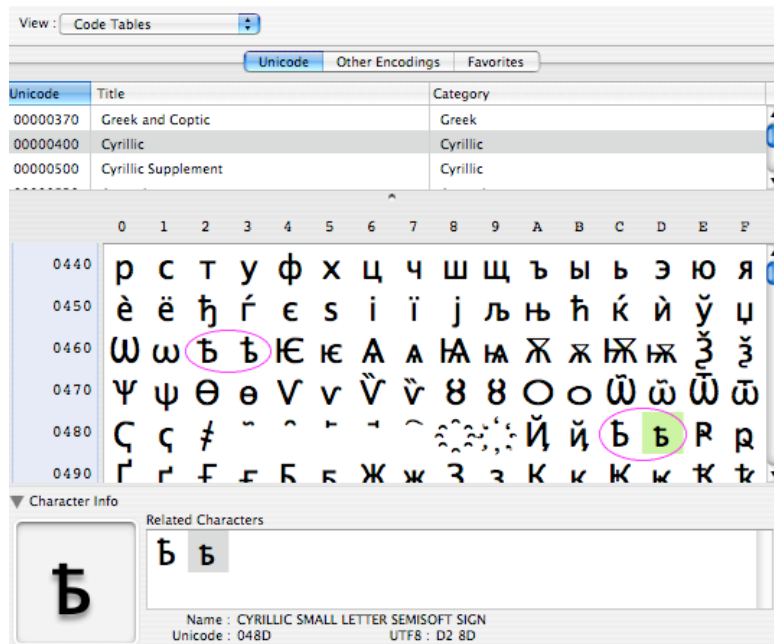 View : Code Tables
Unicode Other Encodings Favorites
Unicode Title Category
00000370 Greek and Coptic Greek
00000400 Cyrillic Cyrillic
00000500 Cyrillic Supplement Cyrillic
0 1 2 3 4 5 6 7 8 9 A B C D E F
0440 р с т у ф х ц ч ш щ ъ ы ь э ю я
0450 ѐ ё ђ ѓ є ѕ і ї ј љ њ ћ ќ ѝ ў џ
0460 Ѡ ѡ Ѣ ѣ Ѥ ѥ Ѧ ѧ Ѩ ѩ Ѫ ѫ Ѭ ѭ Ѯ ѯ
0470 Ѱ ѱ Ѳ ѳ Ѵ ѵ Ѷ ѷ Ѹ ѹ Ѻ ѻ Ѽ ѽ Ѿ ѿ
0480 Ҁ ҁ ҂ ҃ ҄ ҅ ҆ ҇ ҈ ҉ Ҋ ҋ Ҍ ҍ Ҏ ҏ
0490 Ґ ґ Ғ ғ Ҕ ҕ Җ җ Ҙ ҙ Қ қ Ҝ ҝ Ҟ ҟ
Character Info
Related Characters
Ҍ ҍ
ҍ
Name : CYRILLIC SMALL LETTER SEMISOFT SIGN
Unicode : 048D UTF8 : D2 8D